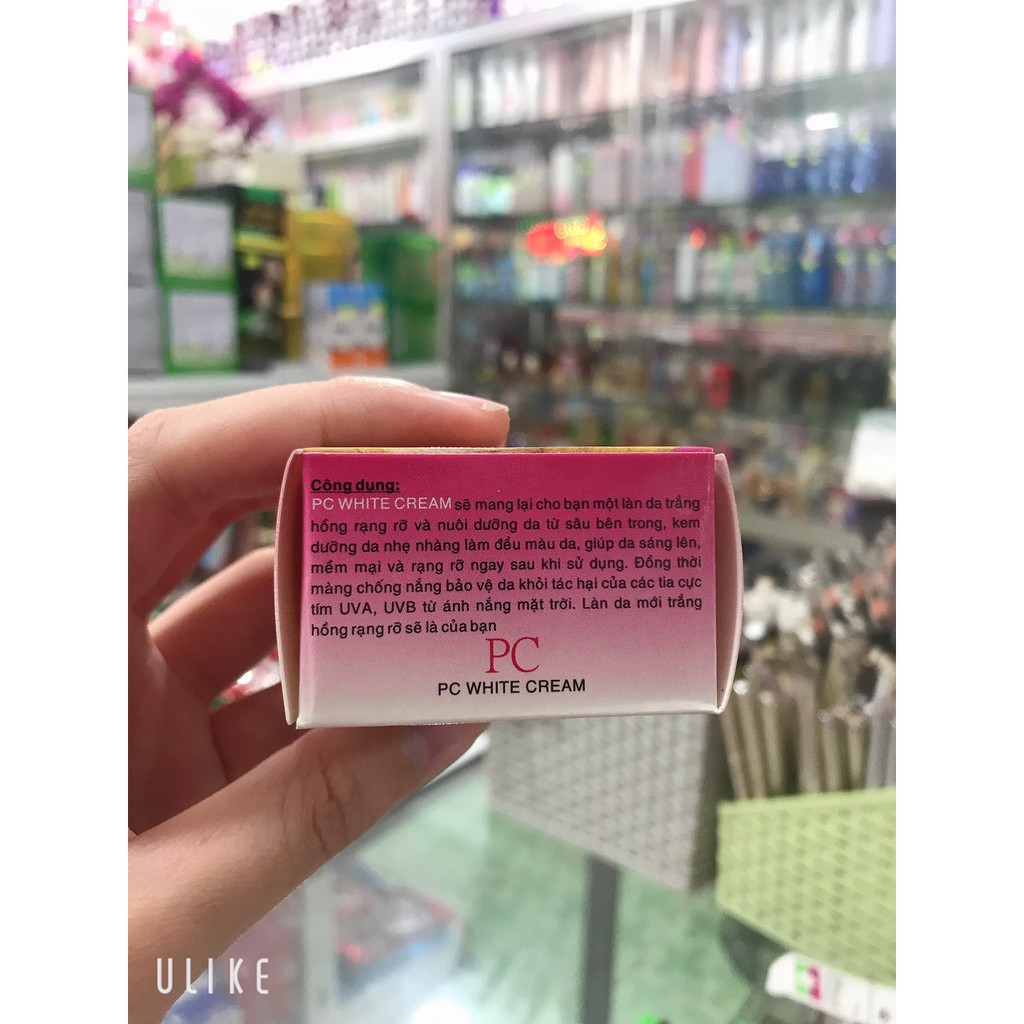 Công dụng:
PC WHITE CREAM sẽ mang lại cho bạn một làn da trắng
hồng rạng rỡ và nuôi dưỡng da từ sâu bên trong, kem
dưỡng da nhẹ nhàng làm đều màu da, giúp da sáng lên,
mềm mại và rạng rỡ ngay sau khi sử dụng. Đồng thời
màng chống nắng bảo vệ da khỏi tác hại của các tia cực
tím UVA, UVB từ ánh nắng mặt trời. Làn da mới trắng
hồng rạng rỡ sẽ là của bạn
PC
PC WHITE CREAM
ULIKE